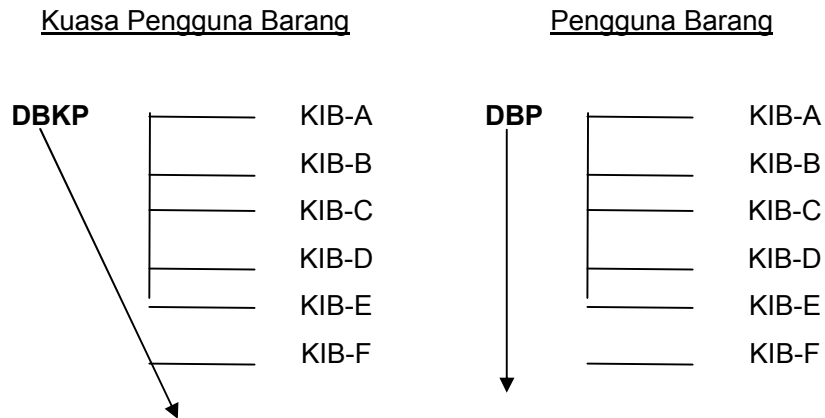 Kuasa Pengguna Barang Pengguna Barang
DBKP KIB-A DBP KIB-A
KIB-B KIB-B
KIB-C KIB-C
KIB-D KIB-D
KIB-E KIB-E
KIB-F KIB-F